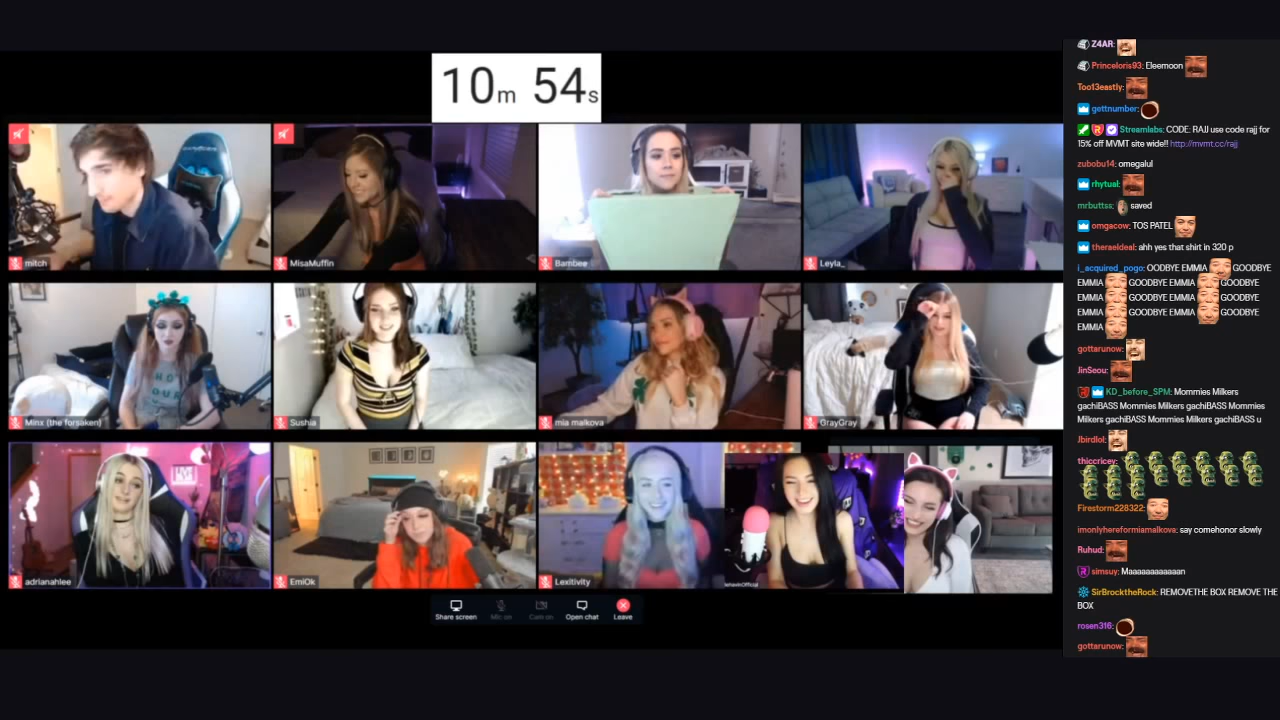 10m 54s
mitch
MisaMuffin
Bambee
Leyla_
Minx (the forsaken)
Sushia
mia malkova
GrayGray
LIVE
adrianahlee
EmiOk
Lexitivity
Share screen
Mic on
Cam on
Open chat
Leave
Z4AR:
Princeloris93: Eleemoon
Too13eastly:
gettnumber:
Streamlabs: CODE: RAJJ use code rajj for
15% off MVMT site wide!! http://mvmt.cc/rajj
zubobu14: omegalul
rhytual:
mrbuttss: saved
omgacow: TOS PATEL
theraeldeal: ahh yes that shirt in 320 p
i_acquired_pogo: OODBYE EMMIA GOODBYE
EMMIA GOODBYE EMMIA GOODBYE
EMMIA GOODBYE EMMIA GOODBYE
EMMIA GOODBYE EMMIA GOODBYE
EMMIA
gottarunow:
JinSeou:
KD_before_SPM: Mommies Milkers
gachiBASS Mommies Milkers gachiBASS Mommies
Milkers gachiBASS Mommies Milkers gachiBASS u
Jbirdlol:
thiccricey:
Firestorm228322:
imonlyhereformiamalkova: say comehonor slowly
Ruhud:
simsuy: Maaaaaaaaaaaan
SirBrocktheRock: REMOVETHE BOX REMOVE THE
BOX
rosen316:
gottarunow: